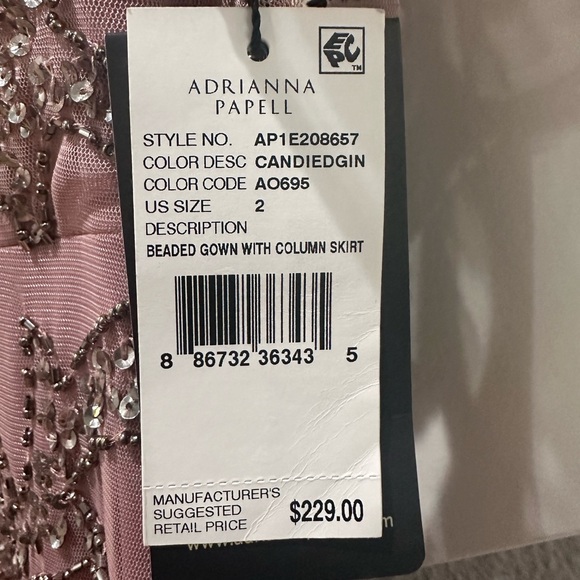 EPC TM
ADRIANNA
PAPELL
STYLE NO. AP1E208657
COLOR DESC CANDIEDGIN
COLOR CODE AO695
US SIZE 2
DESCRIPTION
BEADED GOWN WITH COLUMN SKIRT
8 86732 36343 5
MANUFACTURER'S
SUGGESTED
RETAIL PRICE $229.00